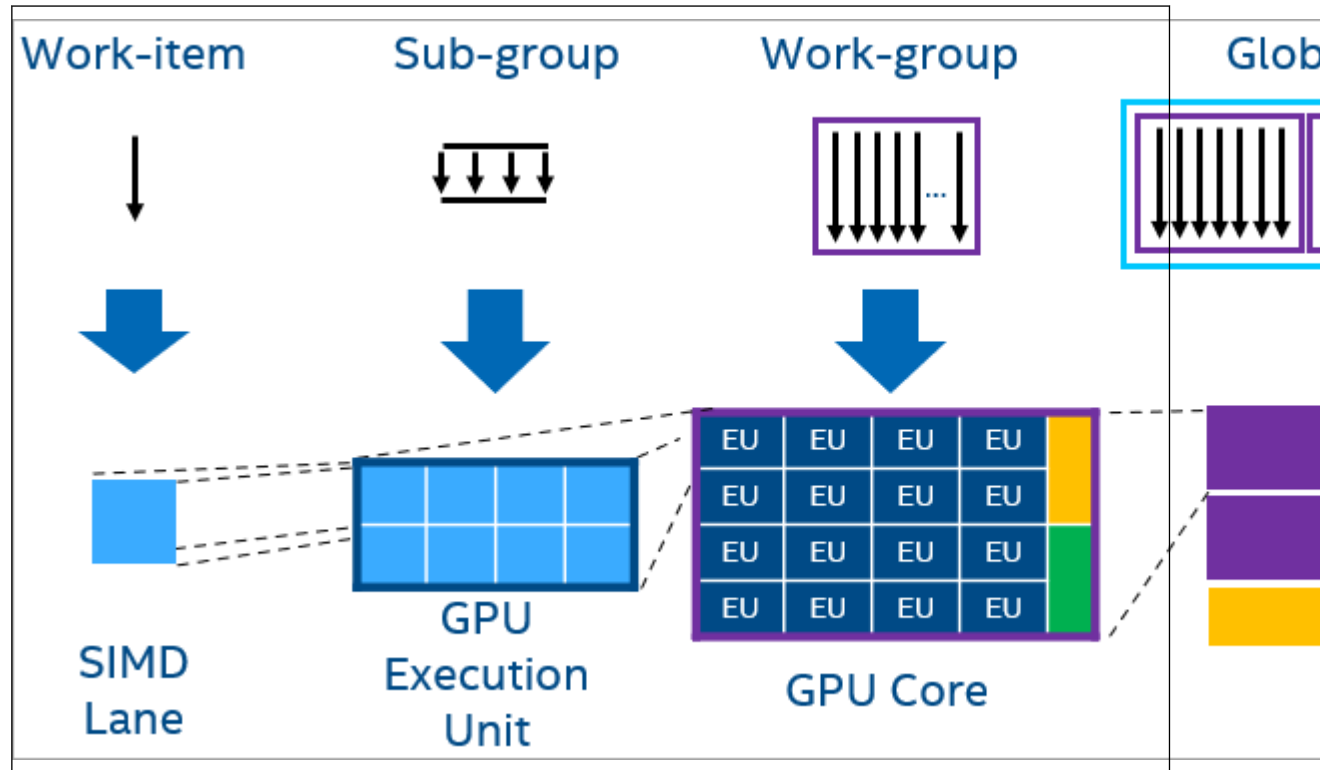 Work-item
Sub-group
Work-group
Glob
...
EU EU EU EU
EU EU EU EU
EU EU EU EU
EU EU EU EU
SIMD
Lane
GPU
Execution
Unit
GPU Core